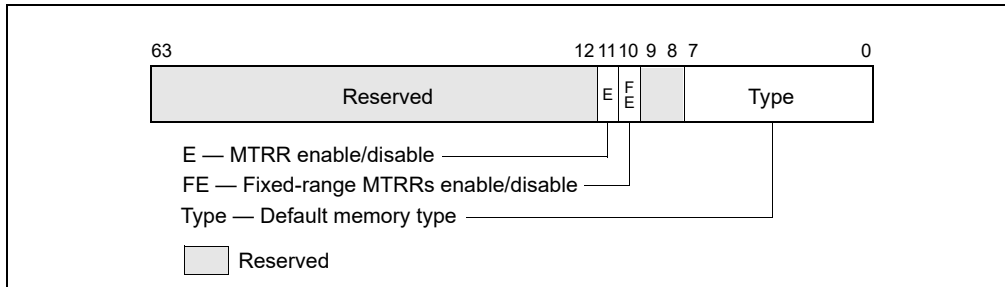 63 12 11 10 9 8 7 0
Reserved E FE Type
E — MTRR enable/disable
FE — Fixed-range MTRRs enable/disable
Type — Default memory type
Reserved